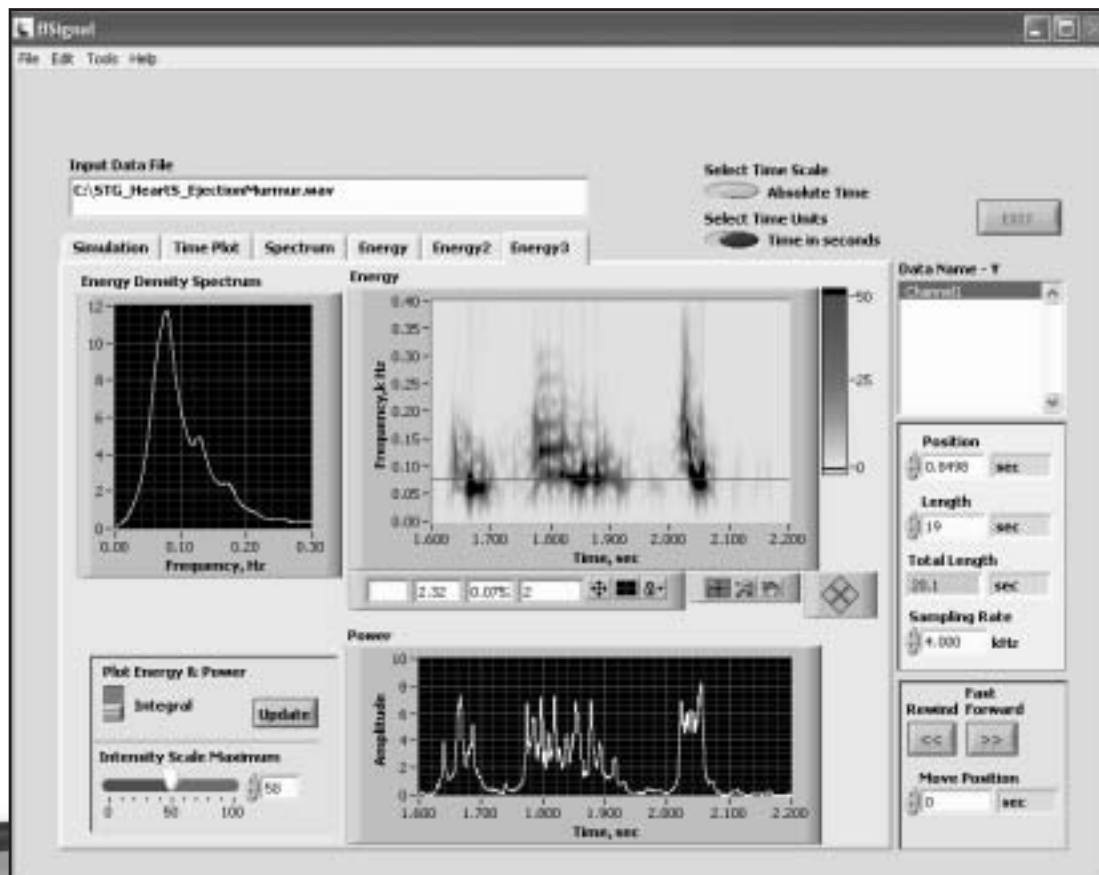 File Edit Tools Help
Input Data File
C:\STG_HeartS_EjectionMurmur.wav
Select Time Scale
Absolute Time
Select Time Units
Time in seconds
EXIT
Simulation Time Plot Spectrum Energy Energy2 Energy3
Energy Density Spectrum
12
10
8
6
4
2
0
0.00 0.10 0.20 0.30
Frequency, Hz
Energy
0.40
0.35
0.30
0.25
0.20
0.15
0.10
0.05
0.00
Frequency,k Hz
1.600 1.700 1.800 1.900 2.000 2.100 2.200
Time, sec
50
25
0
2.32 2
Data Name - Y
Channel1
Position
0.8498 sec
Length
19 sec
Total Length
20.1 sec
Sampling Rate
4.000 kHz
Plot Energy & Power
Integral
Update
Intensity Scale Maximum
0 50 100
50
Power
10
8
6
4
2
0
Amplitude
1.600 1.700 1.800 1.900 2.000 2.100 2.200
Time, sec
Fast
Rewind Forward
<< >>
Move Position
0 sec